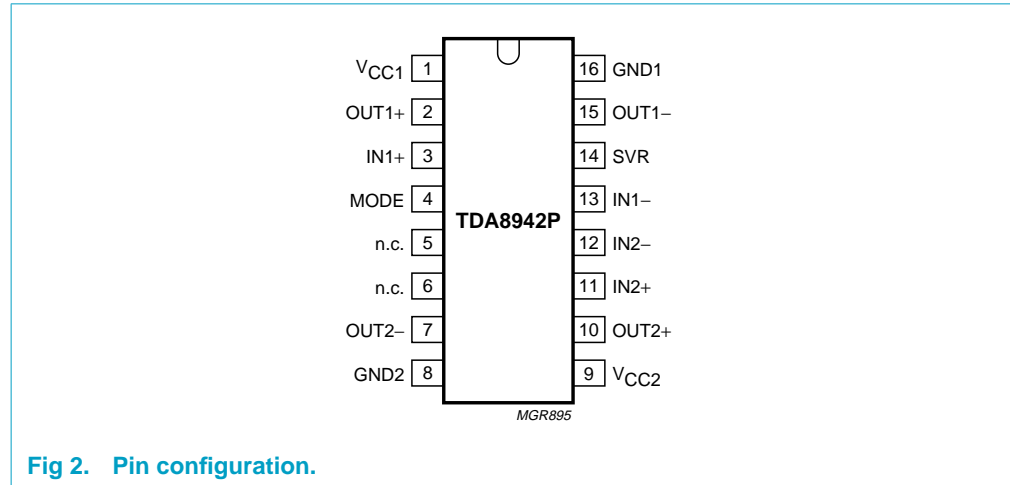 VCC1 1 16 GND1
OUT1+ 2 15 OUT1−
IN1+ 3 14 SVR
MODE 4 13 IN1−
TDA8942P
n.c. 5 12 IN2−
n.c. 6 11 IN2+
OUT2− 7 10 OUT2+
GND2 8 9 VCC2
MGR895
Fig 2. Pin configuration.